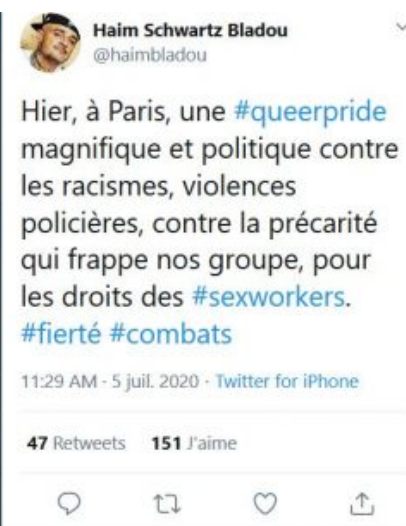 Haim Schwartz Bladou
@haimbladou
Hier, à Paris, une #queerpride
magnifique et politique contre
les racismes, violences
policières, contre la précarité
qui frappe nos groupe, pour
les droits des #sexworkers.
#fierté #combats
11:29 AM · 5 juil. 2020 · Twitter for iPhone
47 Retweets 151 J'aime